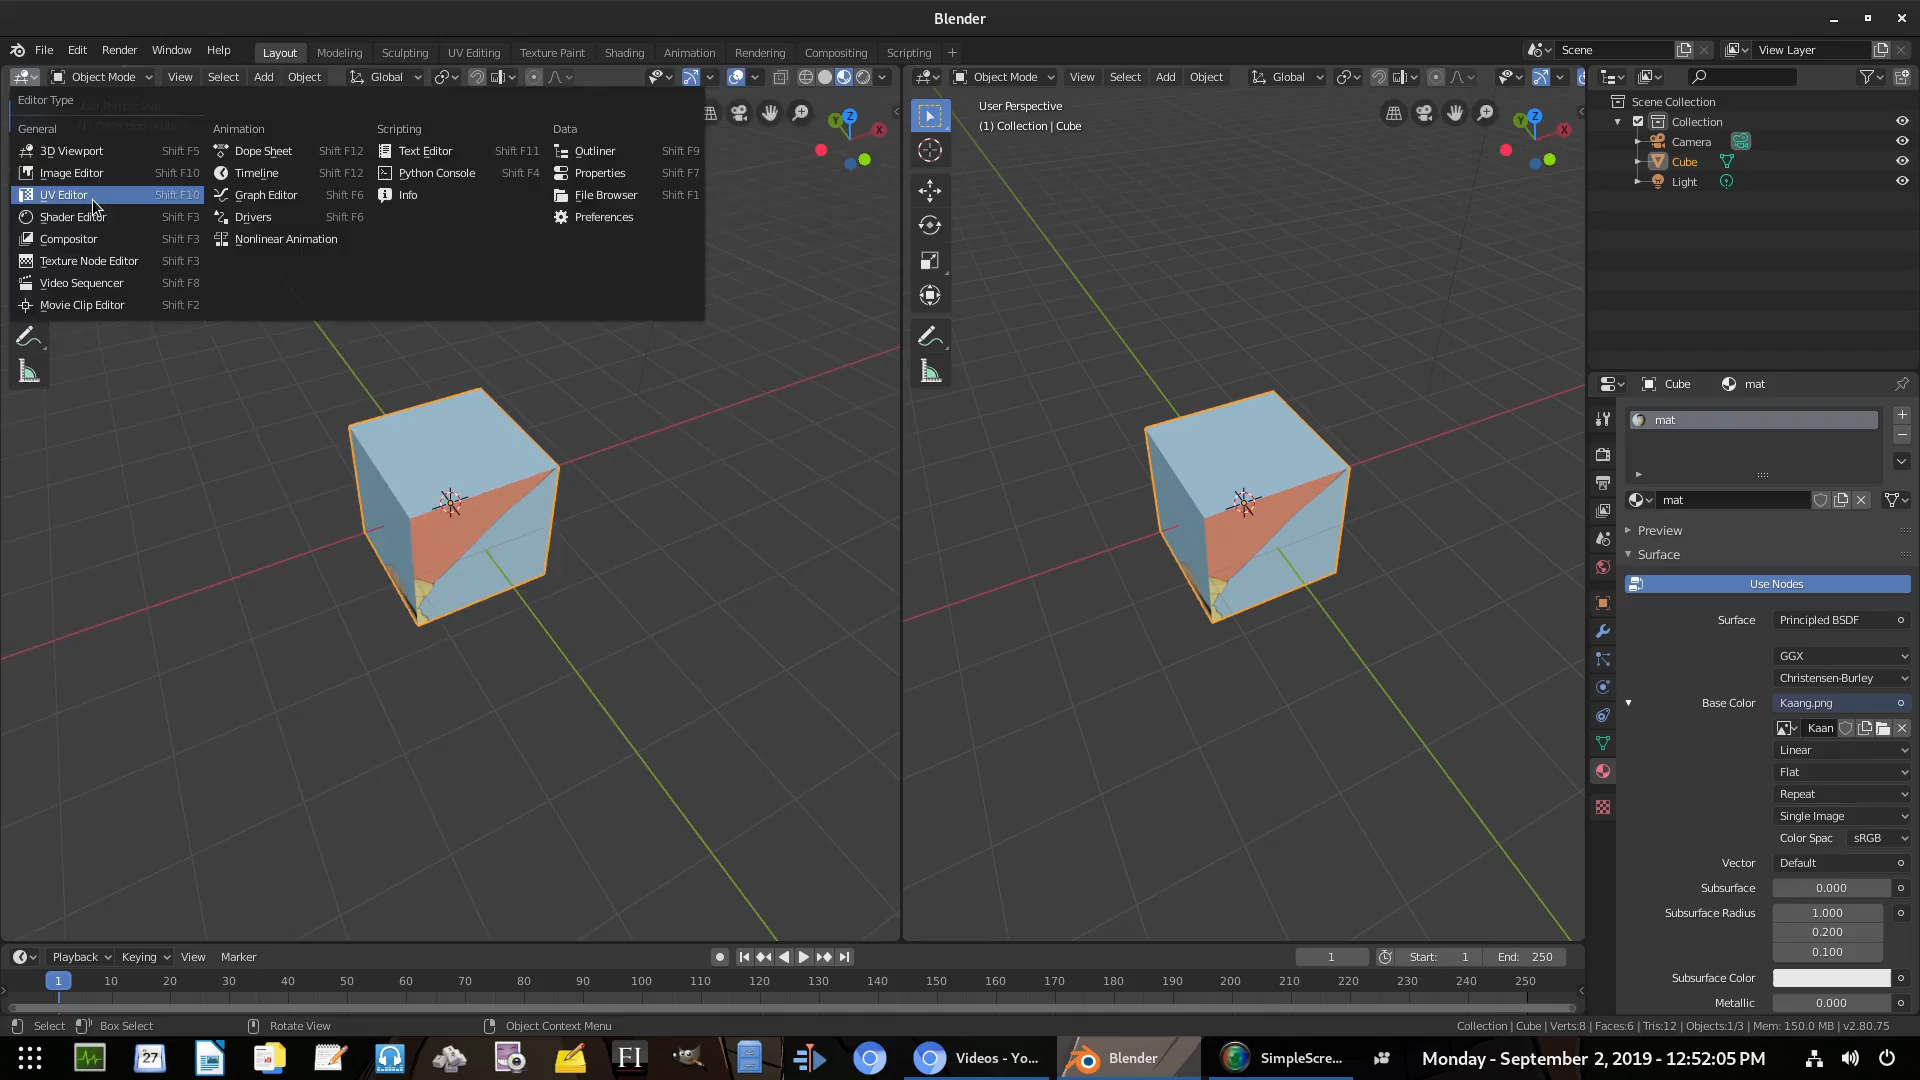 Blender
File Edit Render Window Help Layout Modeling Sculpting UV Editing Texture Paint Shading Animation Rendering Compositing Scripting + Scene View Layer
Object Mode View Select Add Object Global
Object Mode View Select Add Object Global
Editor Type
General
3D Viewport Shift F5
Image Editor Shift F10
UV Editor Shift F10
Shader Editor Shift F3
Compositor Shift F3
Texture Node Editor Shift F3
Video Sequencer Shift F8
Movie Clip Editor Shift F2
Animation
Dope Sheet Shift F12
Timeline Shift F12
Graph Editor Shift F6
Drivers Shift F6
Nonlinear Animation
Scripting
Text Editor Shift F11
Python Console Shift F4
Info
Data
Outliner Shift F9
Properties Shift F7
File Browser Shift F1
Preferences
Z
Y
X
User Perspective
(1) Collection | Cube
Z
Y
X
Scene Collection
Collection
Camera
Cube
Light
Cube mat
mat
mat
Preview
Surface
Use Nodes
Surface Principled BSDF
GGX
Christensen-Burley
Base Color Kaang.png
Kaan
Linear
Flat
Repeat
Single Image
Color Spac sRGB
Vector Default
Subsurface 0.000
Subsurface Radius 1.000
0.200
0.100
Subsurface Color
Metallic 0.000
Playback Keying View Marker 1 Start: 1 End: 250
1 10 20 30 40 50 60 70 80 90 100 110 120 130 140 150 160 170 180 190 200 210 220 230 240 250
Select Box Select Rotate View Object Context Menu Collection | Cube | Verts:8 | Faces:6 | Tris:12 | Objects:1/3 | Mem: 150.0 MB | v2.80.75
27 FI Videos - Yo... Blender SimpleScre... Monday - September 2, 2019 - 12:52:05 PM